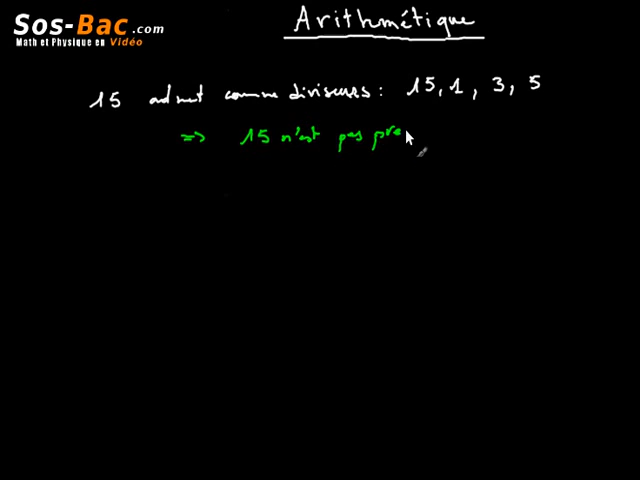 Sos-Bac.com
Math et Physique en Vidéo
Arithmétique
15 admet comme diviseurs : 15, 1, 3, 5
=> 15 n'est pas pre